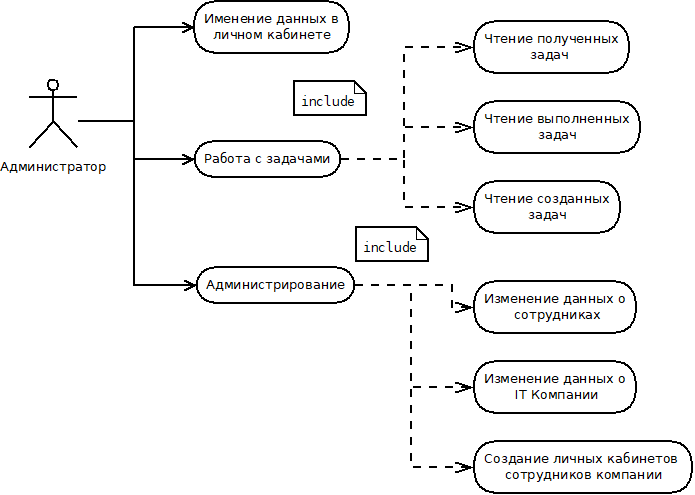 Именение данных в
личном кабинете
Чтение полученных
задач
include
Чтение выполненных
задач
Администратор
Работа с задачами
Чтение созданных
задач
include
Администрирование
Изменение данных о
сотрудниках
Изменение данных о
IT Компании
Создание личных кабинетов
сотрудников компании